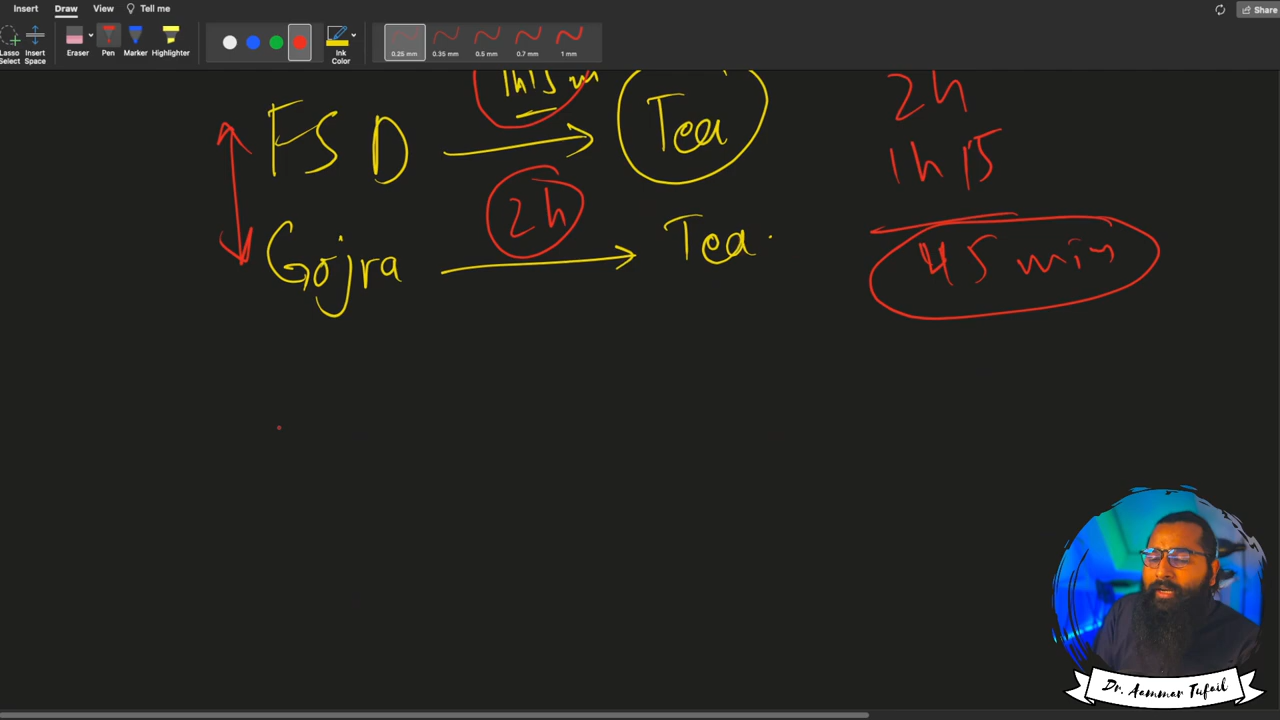 Insert Draw View Tell me
Share
Lasso Select
Insert Space
Eraser
Pen
Marker
Highlighter
Ink Color
0.25 mm
0.35 mm
0.5 mm
0.7 mm
1 mm
1h15 m
FSD
Tea
2h
Gojra
Tea.
2h
1h 15
45 min
Dr. Aammar Tufail